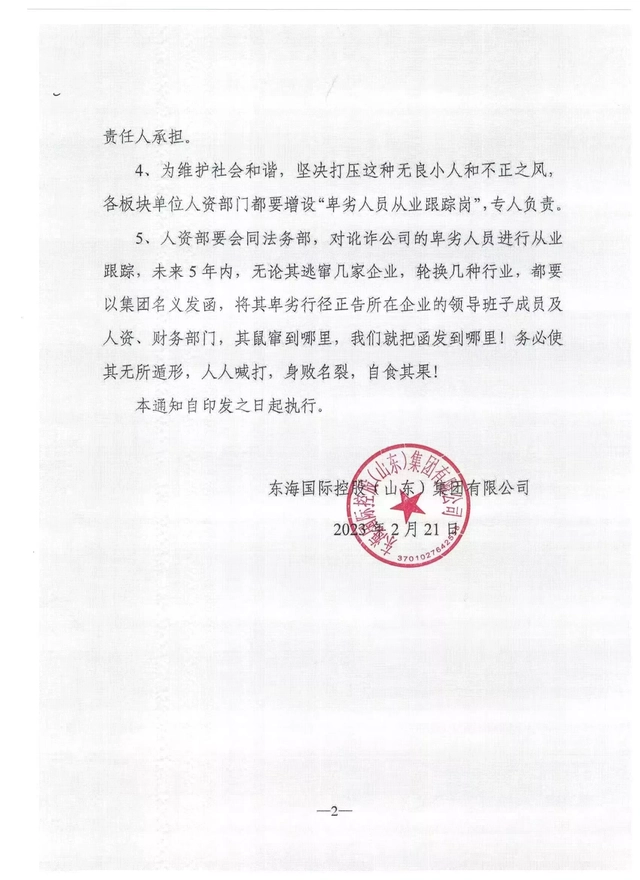 责任人承担。
4、为维护社会和谐，坚决打压这种无良小人和不正之风，
各板块单位人资部门都要增设“卑劣人员从业跟踪岗”,专人负责。
5、人资部要会同法务部，对讹诈公司的卑劣人员进行从业
跟踪，未来5年内，无论其逃窜几家企业，轮换几种行业，都要
以集团名义发函，将其卑劣行径正告所在企业的领导班子成员及
人资、财务部门，其鼠窜到哪里，我们就把函发到哪里！务必使
其无所遁形，人人喊打，身败名裂，自食其果！
本通知自印发之日起执行。
东海国际控股（山东）集团有限公司
2023年2月21日
东海国际控股(山东)集团有限公司
—2—